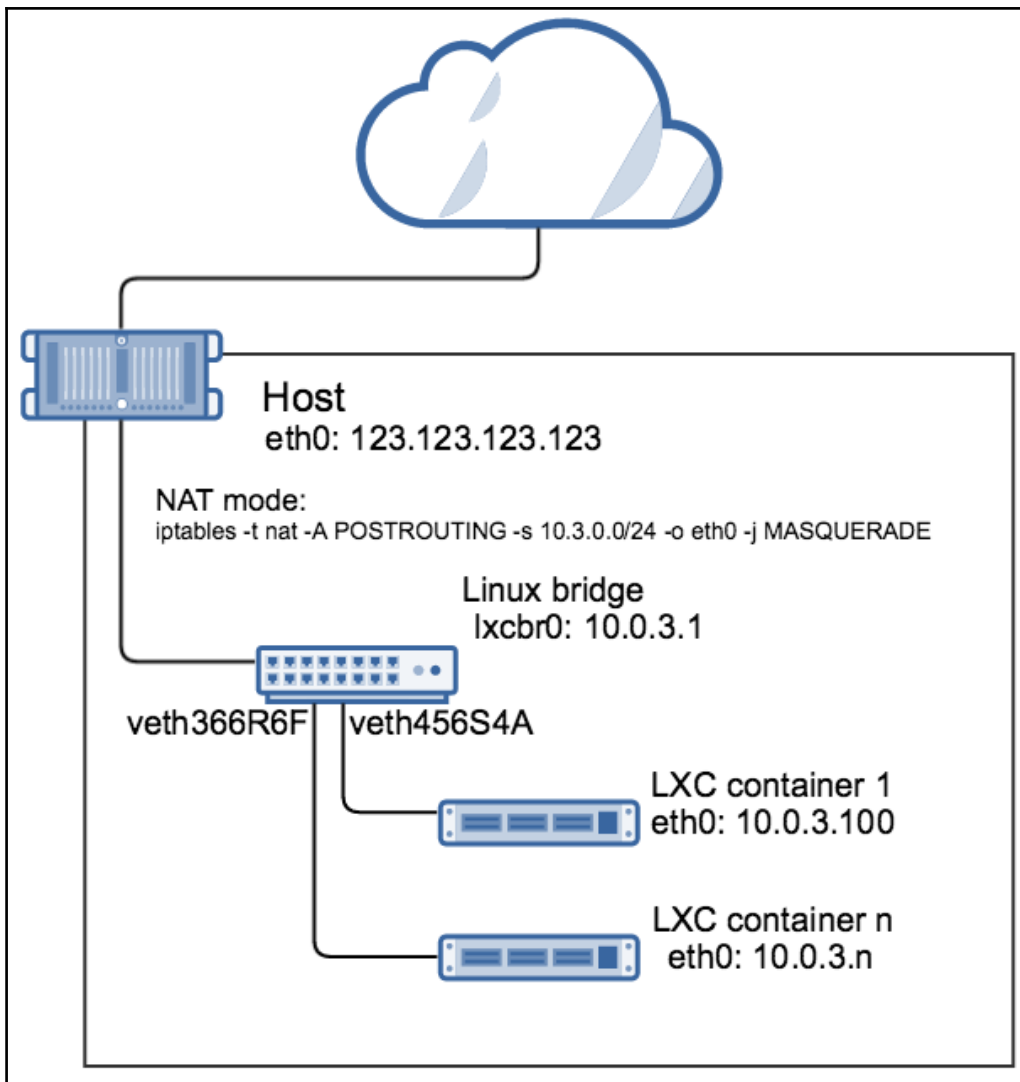 Host
eth0: 123.123.123.123
NAT mode:
iptables -t nat -A POSTROUTING -s 10.3.0.0/24 -o eth0 -j MASQUERADE
Linux bridge
lxcbr0: 10.0.3.1
veth366R6F veth456S4A
LXC container 1
eth0: 10.0.3.100
LXC container n
eth0: 10.0.3.n